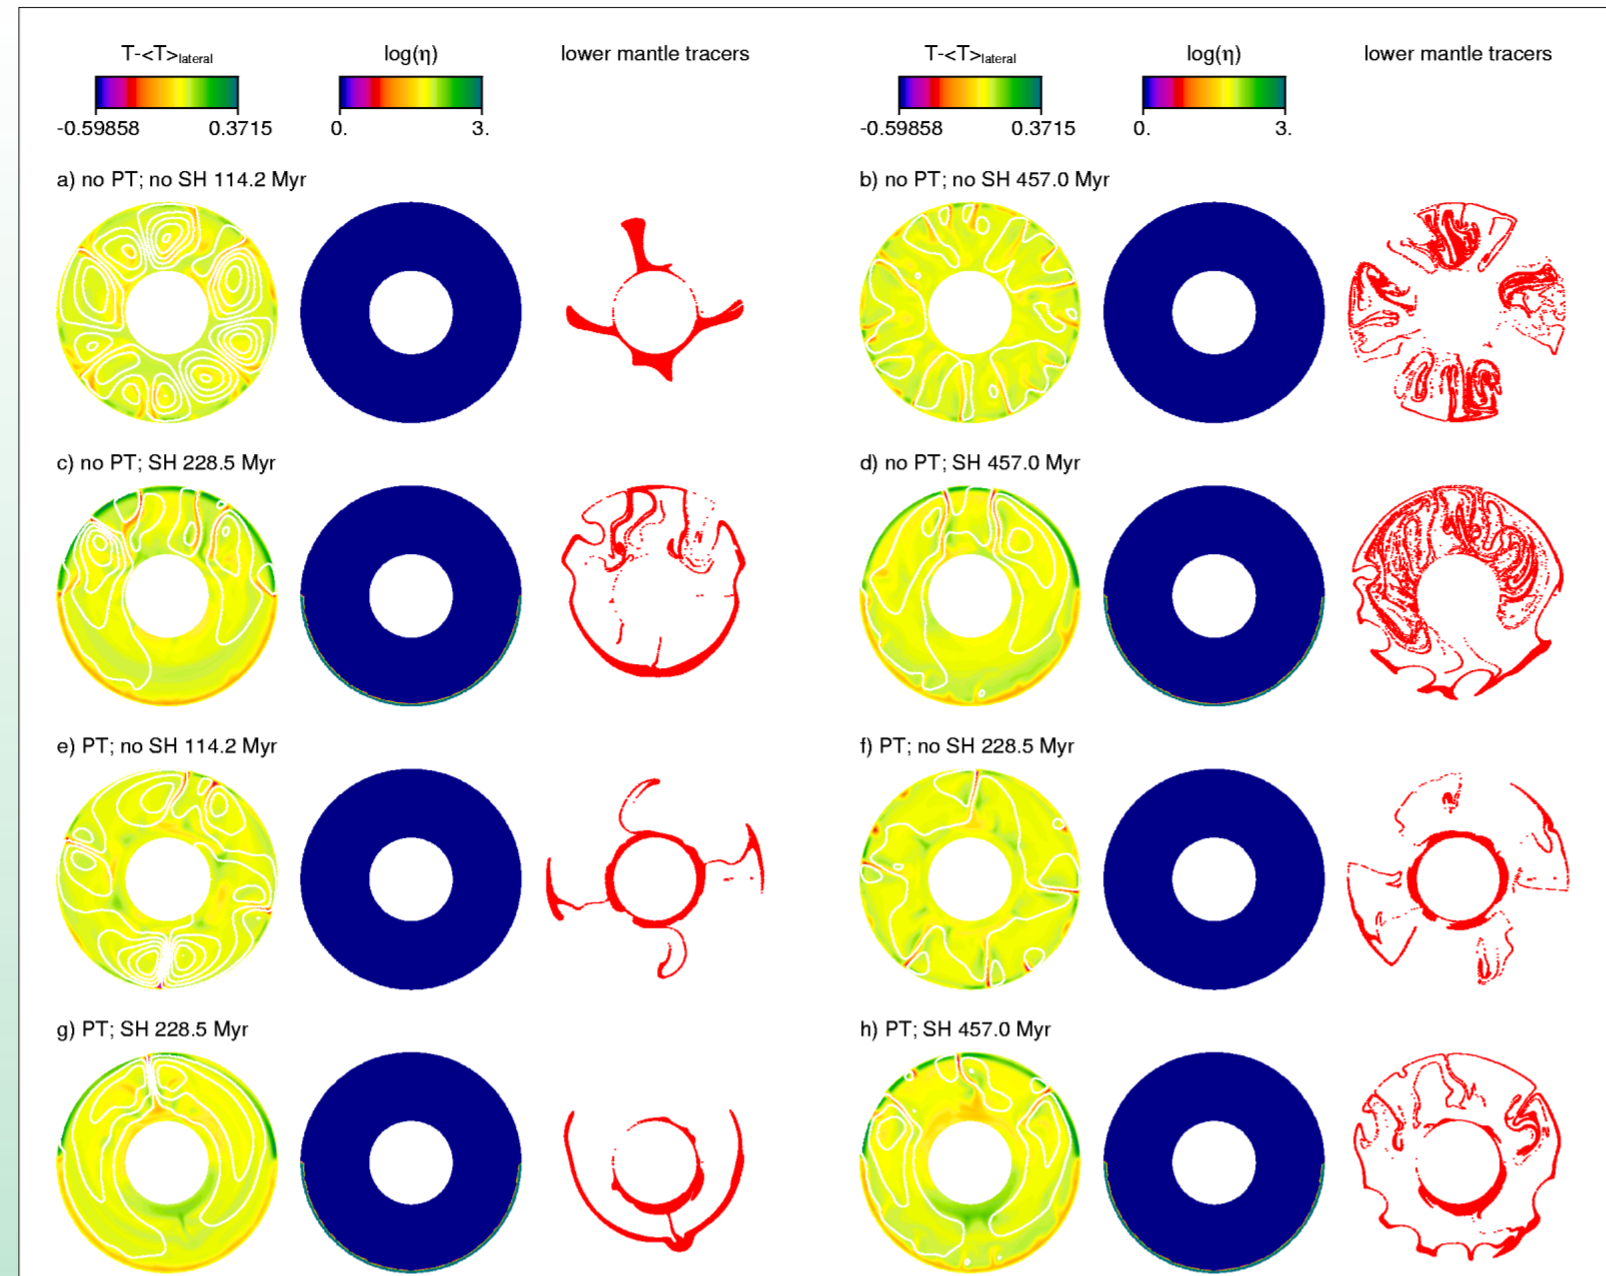 T-<T>lateral log(η) lower mantle tracers T-<T>lateral log(η) lower mantle tracers
-0.59858 0.3715 0. 3. -0.59858 0.3715 0. 3.
a) no PT; no SH 114.2 Myr b) no PT; no SH 457.0 Myr
c) no PT; SH 228.5 Myr d) no PT; SH 457.0 Myr
e) PT; no SH 114.2 Myr f) PT; no SH 228.5 Myr
g) PT; SH 228.5 Myr h) PT; SH 457.0 Myr